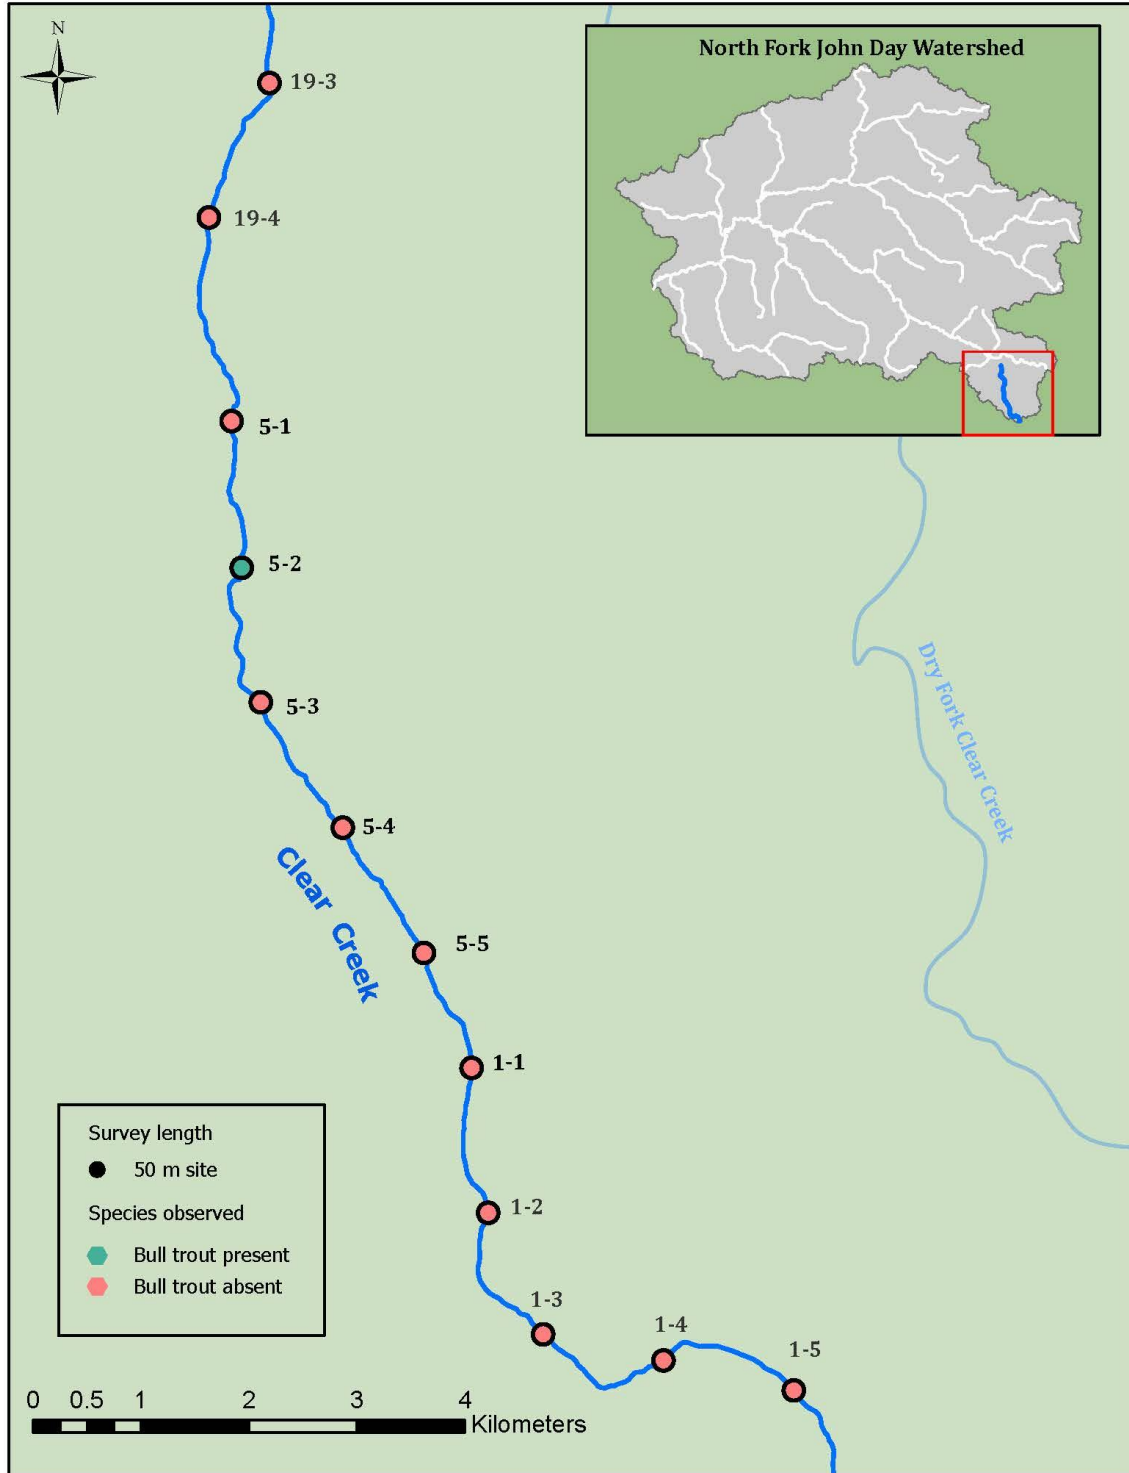 N
North Fork John Day Watershed
19-3
19-4
5-1
5-2
5-3
5-4
5-5
1-1
1-2
1-3
1-4
1-5
Clear Creek
Dry Fork Clear Creek
Survey length
50 m site
Species observed
Bull trout present
Bull trout absent
0 0.5 1 2 3 4
Kilometers